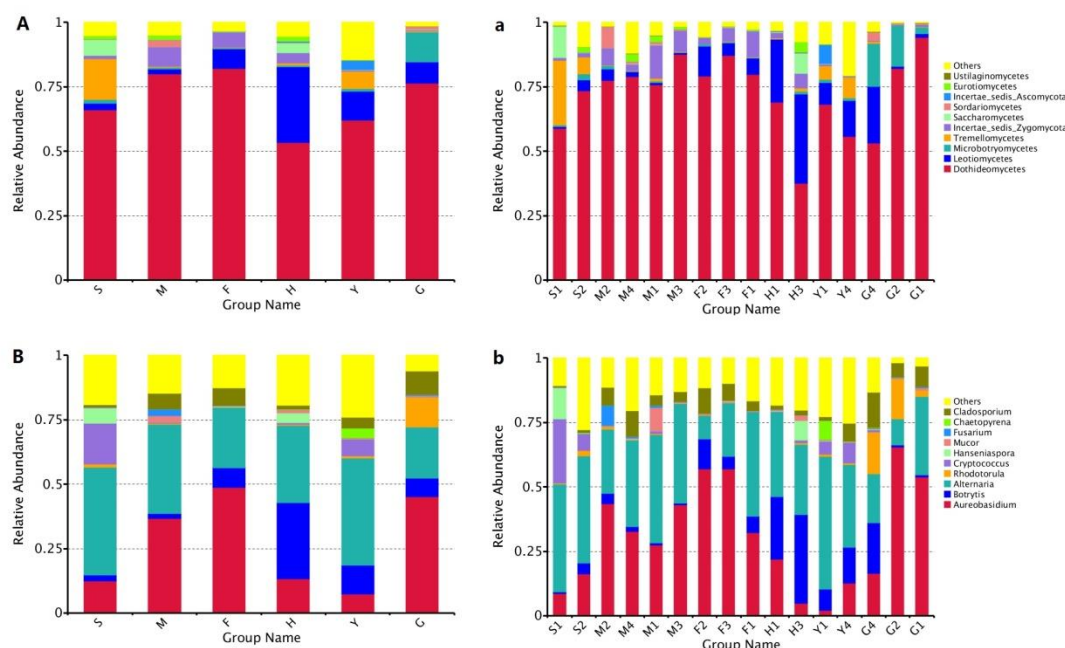 A
Relative Abundance
1
0.75
0.5
0.25
0
S
M
F
H
Y
G
Group Name
a
Relative Abundance
1
0.75
0.5
0.25
0
S1
S2
M2
M4
M1
M3
F2
F3
F1
H1
H3
Y1
Y4
G4
G2
G1
Group Name
Others
Ustilaginomycetes
Eurotiomycetes
Incertae_sedis_Ascomycota
Sordariomycetes
Saccharomycetes
Incertae_sedis_Zygomycota
Tremellomycetes
Microbotryomycetes
Leotiomycetes
Dothideomycetes
B
Relative Abundance
1
0.75
0.5
0.25
0
S
M
F
H
Y
G
Group Name
b
Relative Abundance
1
0.75
0.5
0.25
0
S1
S2
M2
M4
M1
M3
F2
F3
F1
H1
H3
Y1
Y4
G4
G2
G1
Group Name
Others
Cladosporium
Chaetopyrena
Fusarium
Mucor
Hanseniaspora
Cryptococcus
Rhodotorula
Alternaria
Botrytis
Aureobasidium